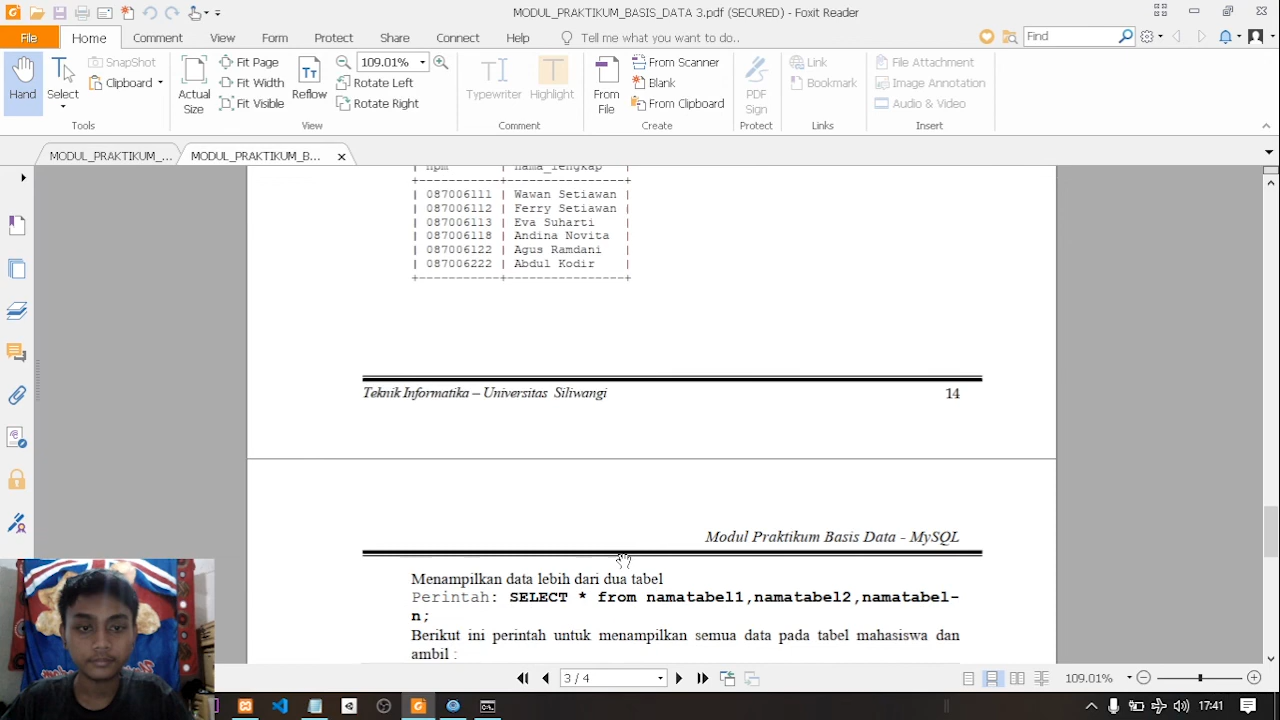 MODUL_PRAKTIKUM_BASIS_DATA 3.pdf (SECURED) - Foxit Reader
File Home Comment View Form Protect Share Connect Help Tell me what you want to do.. Find
Hand
Select
SnapShot
Clipboard
Tools
Actual Size
Fit Page
Fit Width
Fit Visible
Reflow
109.01%
Rotate Left
Rotate Right
View
Typewriter
Highlight
Comment
From File
From Scanner
Blank
From Clipboard
Create
PDF Sign
Protect
Link
Bookmark
Links
File Attachment
Image Annotation
Audio & Video
Insert
MODUL_PRAKTIKUM_... MODUL_PRAKTIKUM_B...
| npm | nama_lengkap |
+-----------+---------------+
| 087006111 | Wawan Setiawan |
| 087006112 | Ferry Setiawan |
| 087006113 | Eva Suharti |
| 087006118 | Andina Novita |
| 087006122 | Agus Ramdani |
| 087006222 | Abdul Kodir |
+-----------+---------------+
Teknik Informatika – Universitas Siliwangi 14
Modul Praktikum Basis Data - MySQL
Menampilkan data lebih dari dua tabel
Perintah: SELECT * from namatabel1,namatabel2,namatabel-
n;
Berikut ini perintah untuk menampilkan semua data pada tabel mahasiswa dan
ambil :
3 / 4
109.01%
17:41